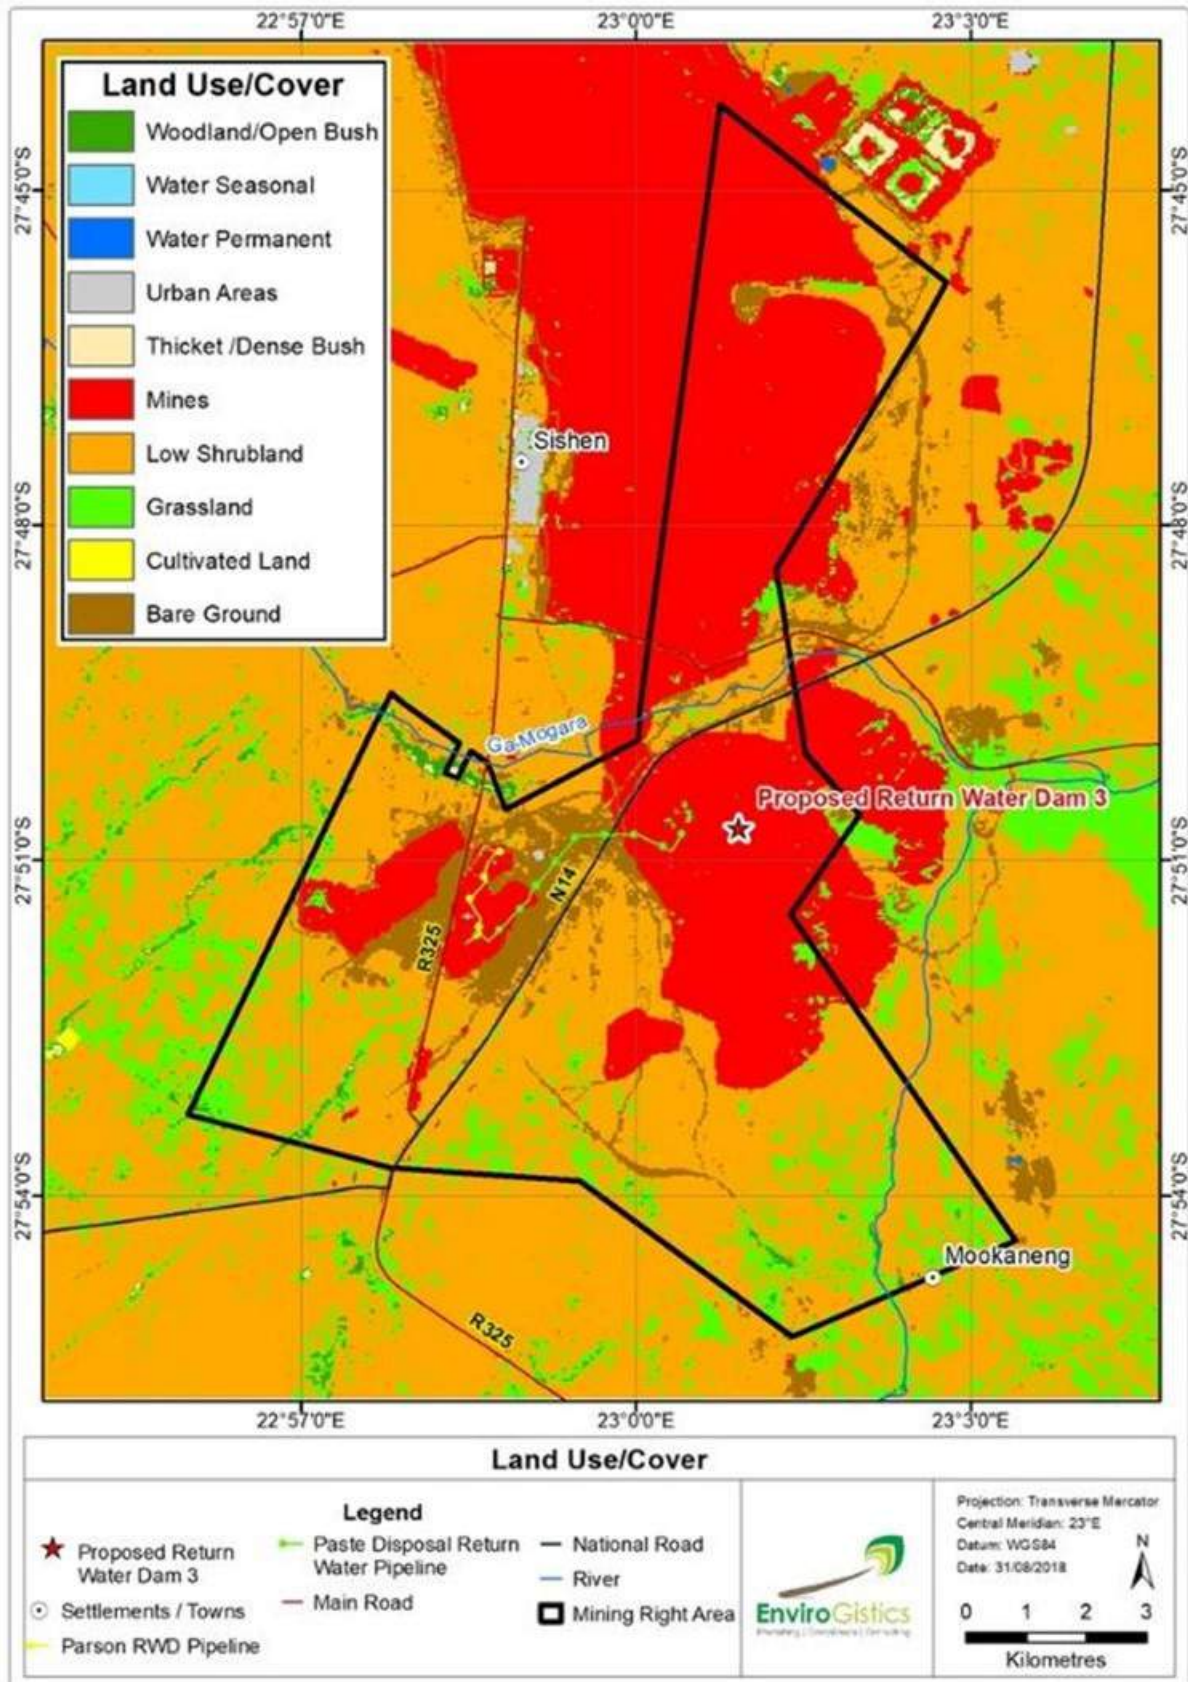 22°57'0"E
23°0'0"E
23°3'0"E
Land Use/Cover
Woodland/Open Bush
Water Seasonal
Water Permanent
Urban Areas
Thicket /Dense Bush
Mines
Low Shrubland
Grassland
Cultivated Land
Bare Ground
27°45'0"S
27°45'0"S
Sishen
27°48'0"S
27°48'0"S
Ga-Mogara
Proposed Return Water Dam 3
27°51'0"S
27°51'0"S
N14
R325
27°54'0"S
27°54'0"S
Mookaneng
R325
22°57'0"E
23°0'0"E
23°3'0"E
Land Use/Cover
Legend
Proposed Return
Water Dam 3
Settlements / Towns
Parson RWD Pipeline
Paste Disposal Return
Water Pipeline
Main Road
National Road
River
Mining Right Area
EnviroGistics
Projection: Transverse Mercator
Central Meridian: 23°E
Datum: WGS84
Date: 31/08/2018
N
0 1 2 3
Kilometres